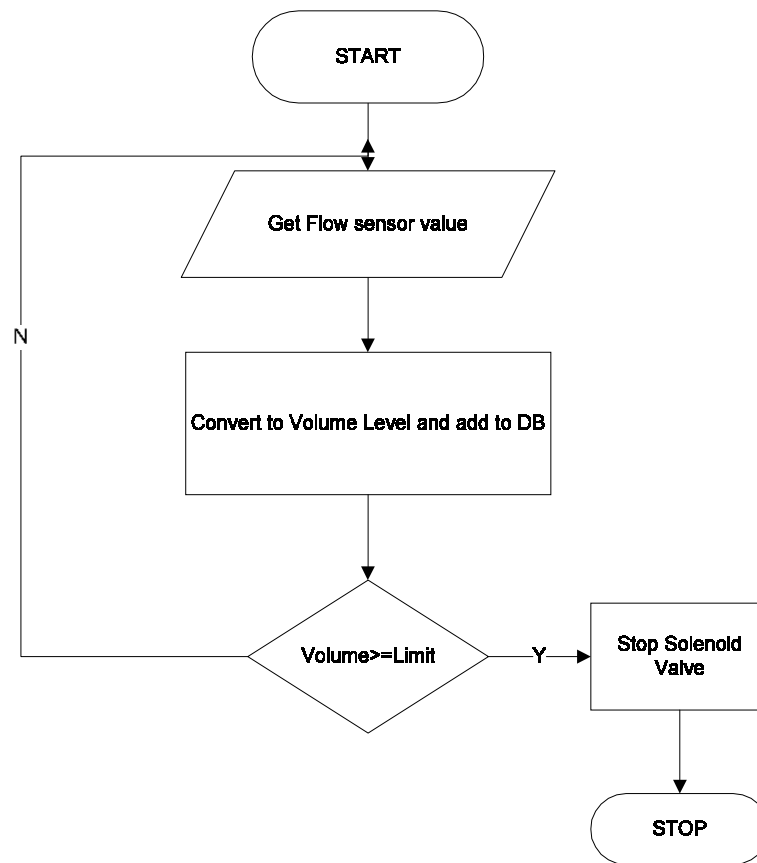 START
Get Flow sensor value
N
Convert to Volume Level and add to DB
Volume>=Limit
Y
Stop Solenoid
Valve
STOP